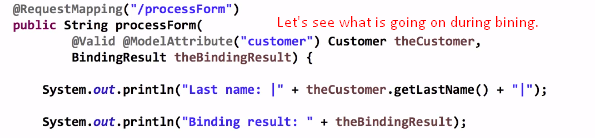 @RequestMapping("/processForm")
public String processForm(
Let's see what is going on during bining.
@Valid @ModelAttribute("customer") Customer theCustomer,
BindingResult theBindingResult) {
System.out.println("Last name: |" + theCustomer.getLastName() + "|");
System.out.println("Binding result: " + theBindingResult);